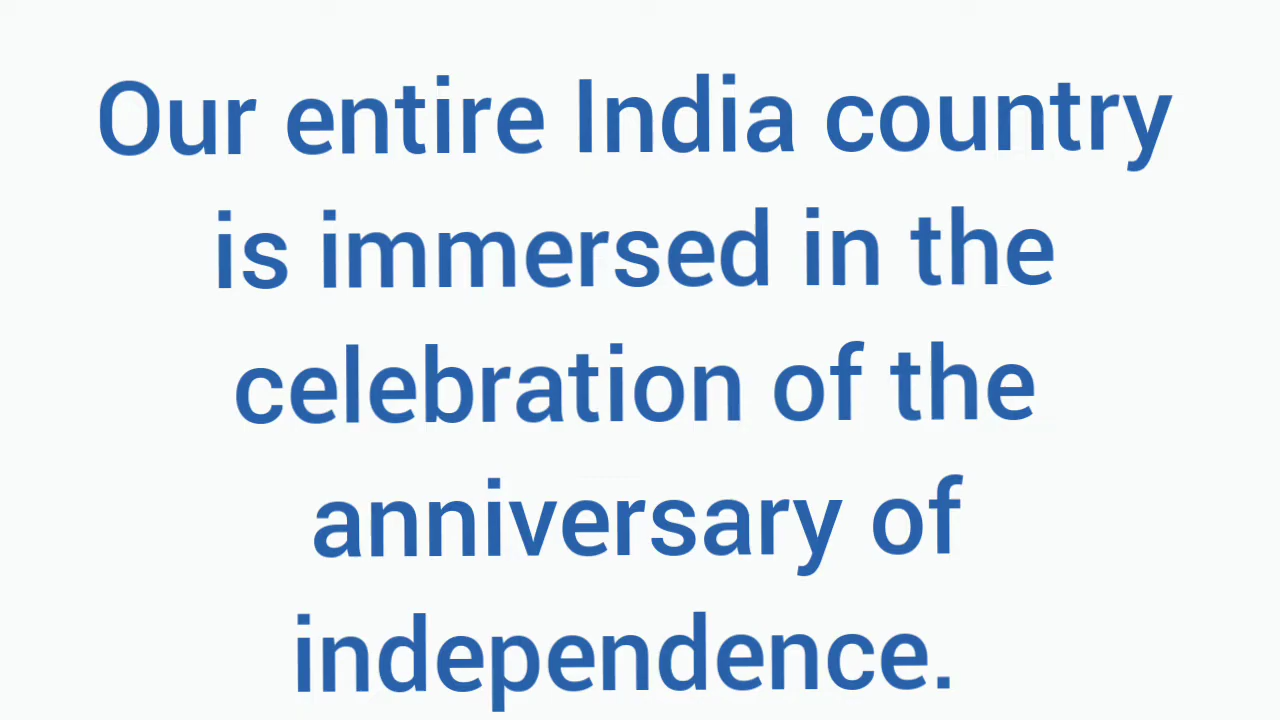 Our entire India country
is immersed in the
celebration of the
anniversary of
independence.